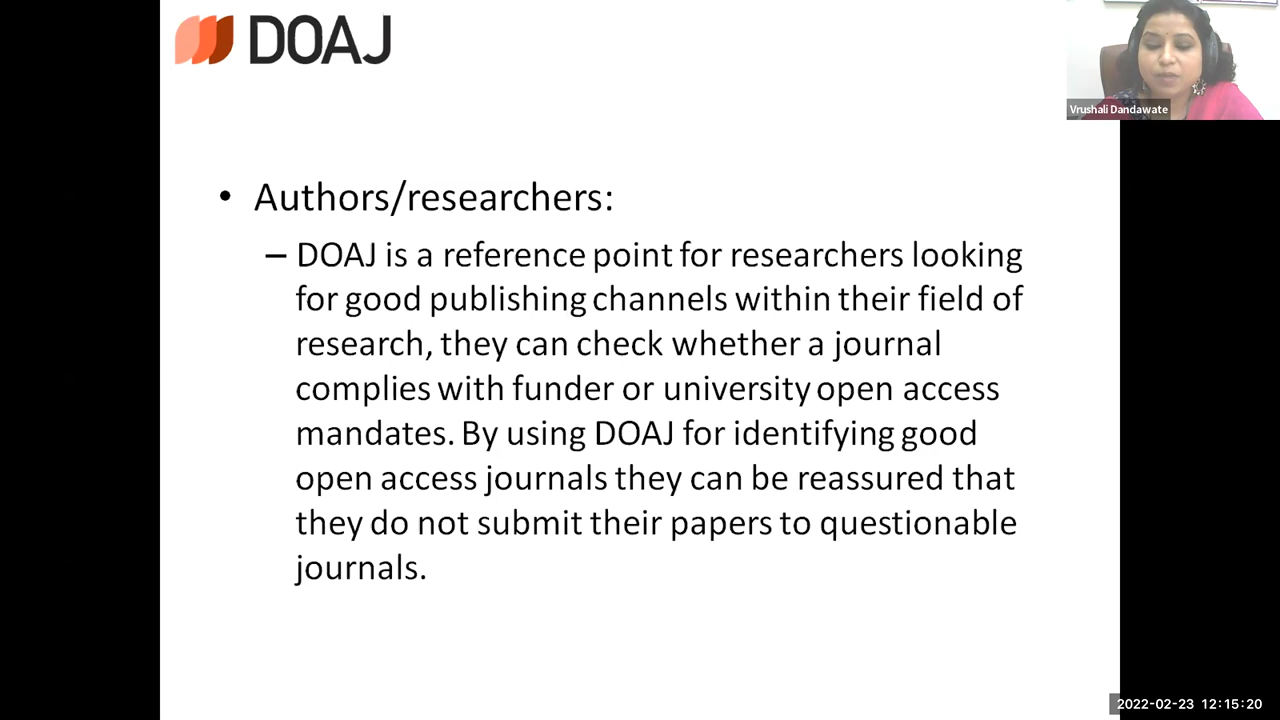 DOAJ
Vrushali Dandawate
• Authors/researchers:
– DOAJ is a reference point for researchers looking
for good publishing channels within their field of
research, they can check whether a journal
complies with funder or university open access
mandates. By using DOAJ for identifying good
open access journals they can be reassured that
they do not submit their papers to questionable
journals.
2022-02-23 12:15:20